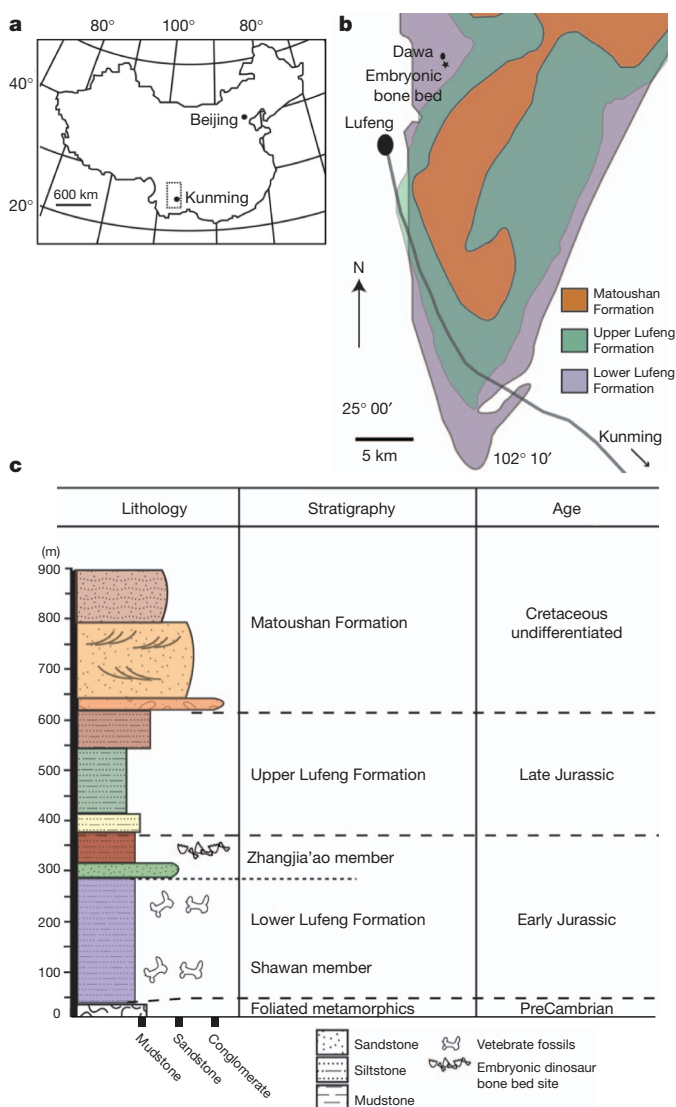 a
80°
100°
80°
40°
Beijing
Kunming
600 km
20°
b
Dawa
Embryonic
bone bed
Lufeng
N
Matoushan
Formation
Upper Lufeng
Formation
Lower Lufeng
Formation
25° 00′
5 km
Kunming
102° 10′
c
Lithology
Stratigraphy
Age
(m)
900
800
700
600
500
400
300
200
100
0
Matoushan Formation
Cretaceous
undifferentiated
Upper Lufeng Formation
Late Jurassic
Zhangjia'ao member
Lower Lufeng Formation
Early Jurassic
Shawan member
Foliated metamorphics
PreCambrian
Mudstone
Sandstone
Conglomerate
Sandstone
Siltstone
Mudstone
Vetebrate fossils
Embryonic dinosaur
bone bed site